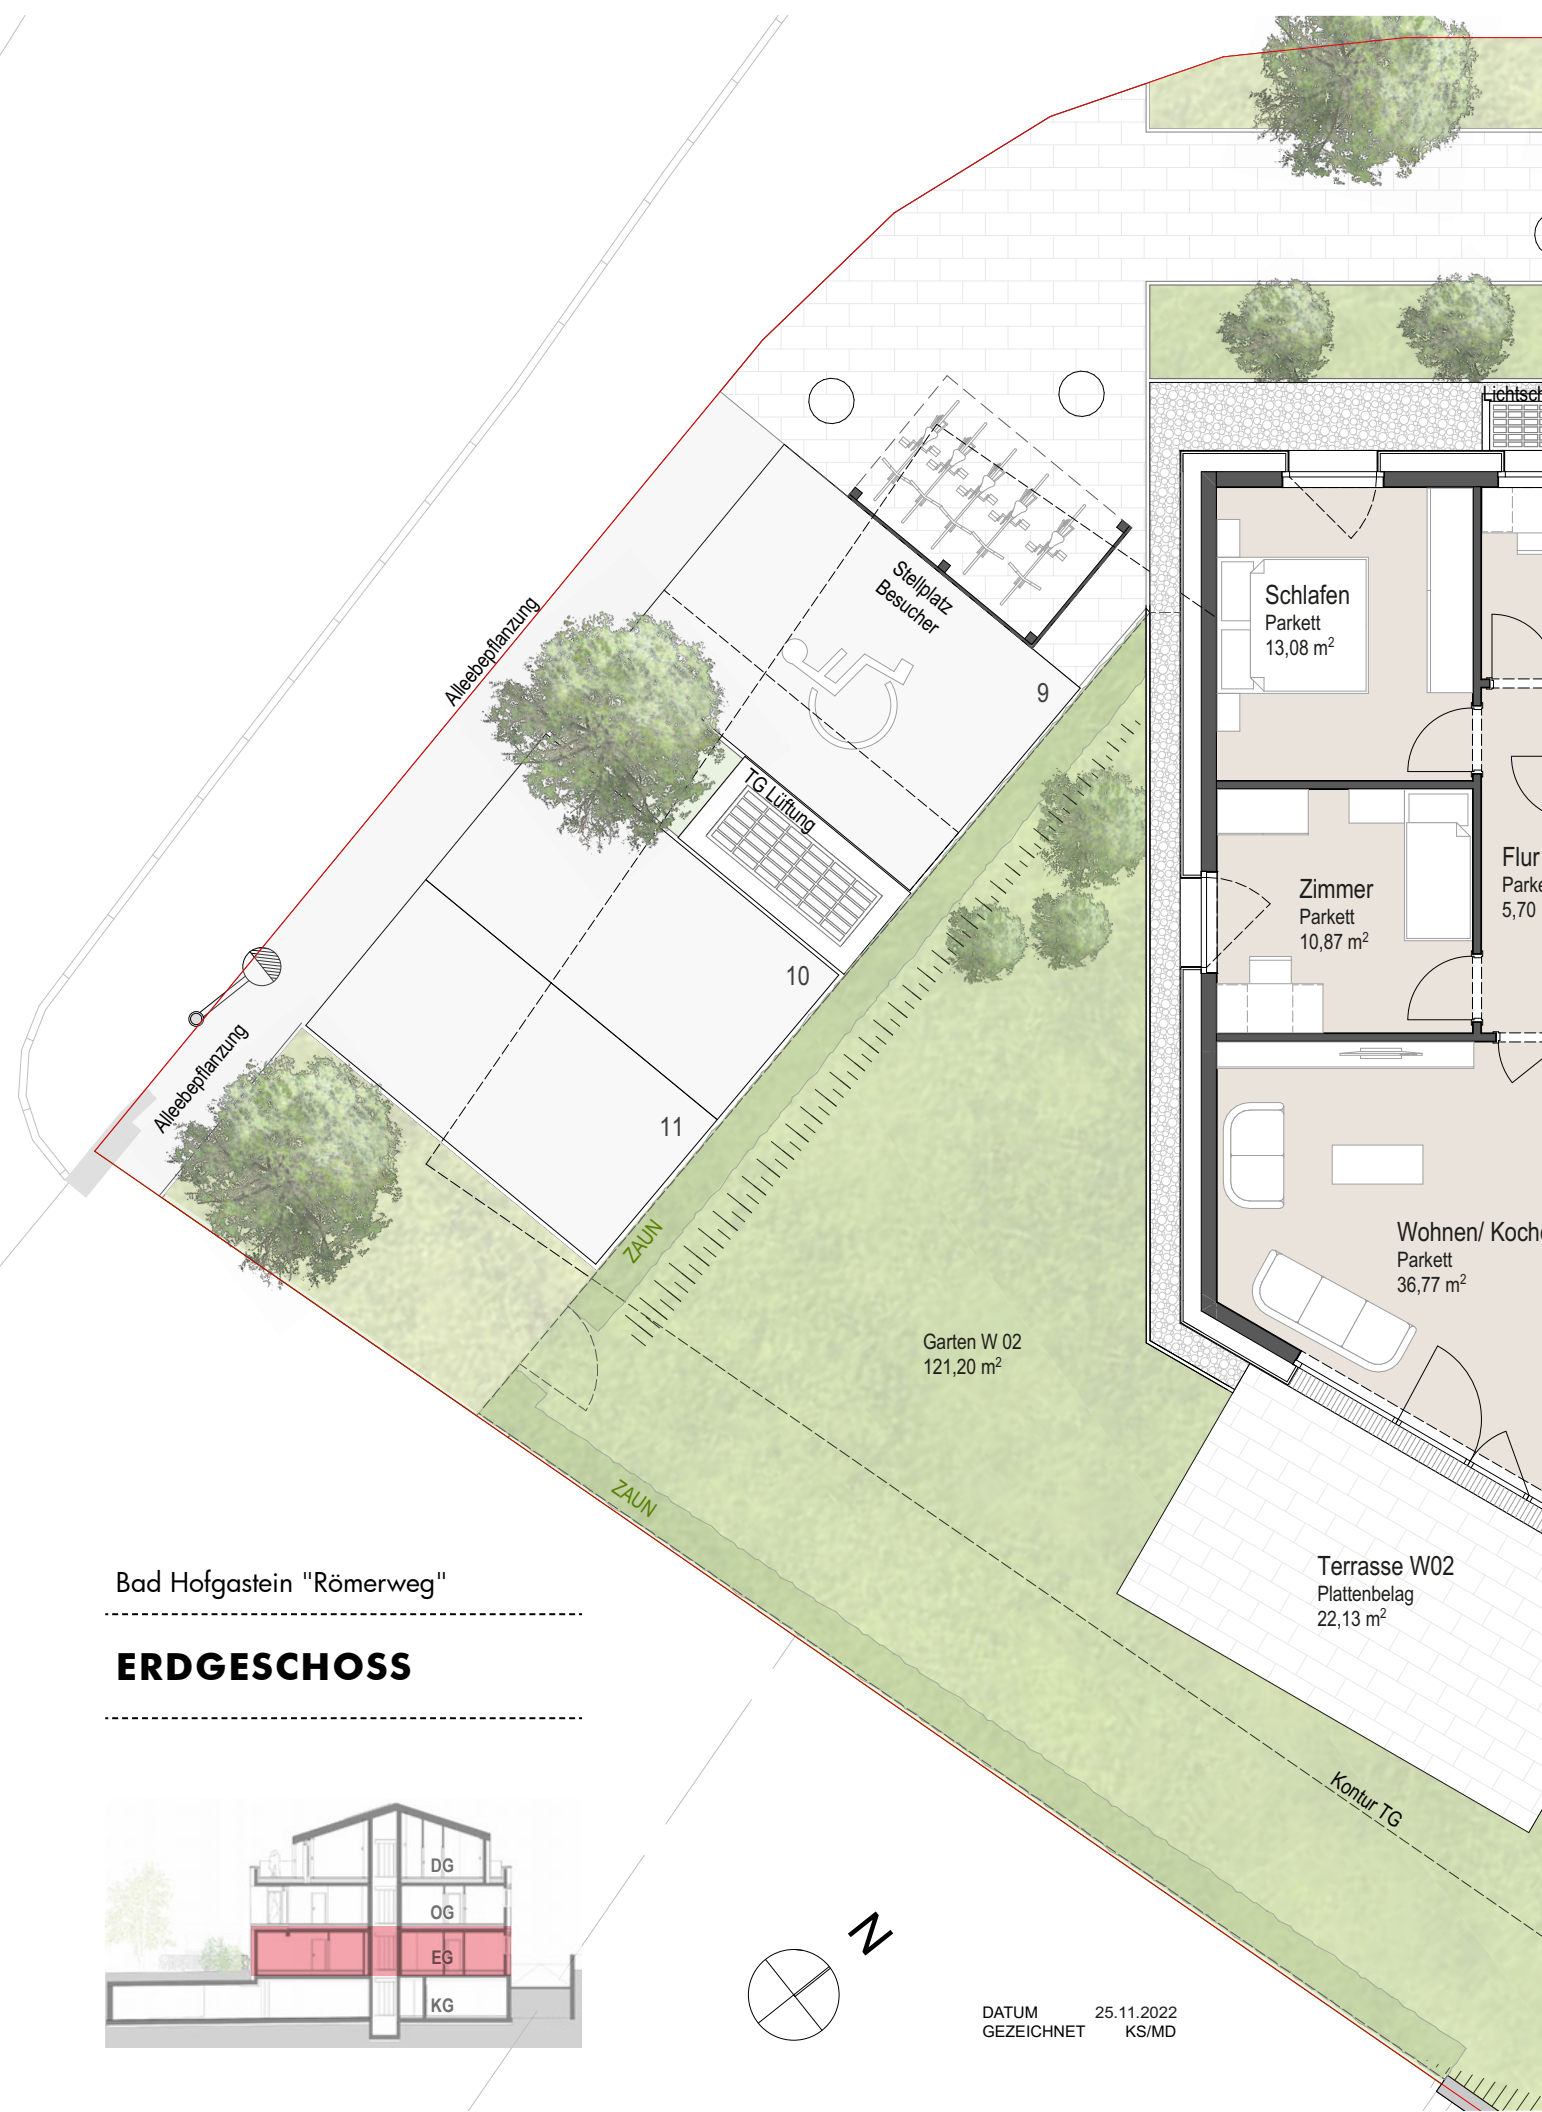 Lichtsch
Schlafen
Parkett
13,08 m²
Stellplatz
Besucher
9
Alleebepflanzung
TG Lüftung
Zimmer
Parkett
10,87 m²
Flur
Parke
5,70
10
Alleebepflanzung
11
ZAUN
Wohnen/ Koche
Parkett
36,77 m²
Garten W 02
121,20 m²
ZAUN
Terrasse W02
Plattenbelag
22,13 m²
Kontur TG
Bad Hofgastein "Römerweg"
ERDGESCHOSS
DG
OG
EG
KG
N
DATUM 25.11.2022
GEZEICHNET KS/MD